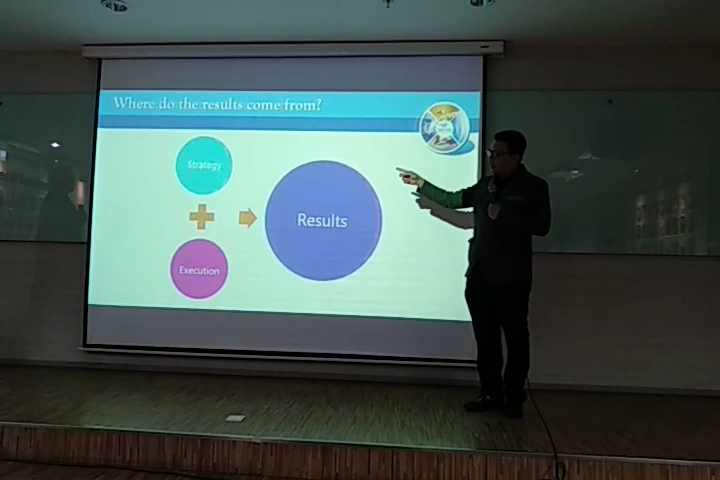 Where do the results come from?
Strategy
Results
Execution